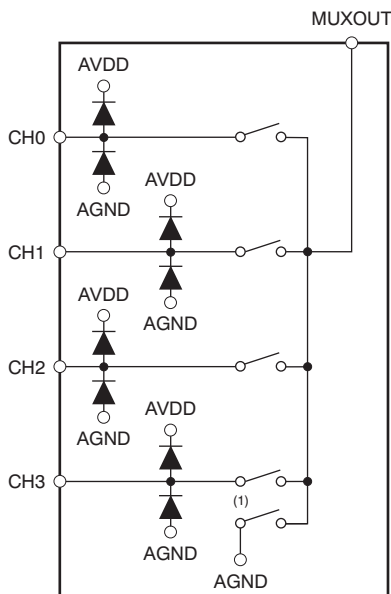 MUXOUT
AVDD
CH0
AVDD
AGND
CH1
AVDD
AGND
CH2
AVDD
AGND
CH3
(1)
AGND
AGND